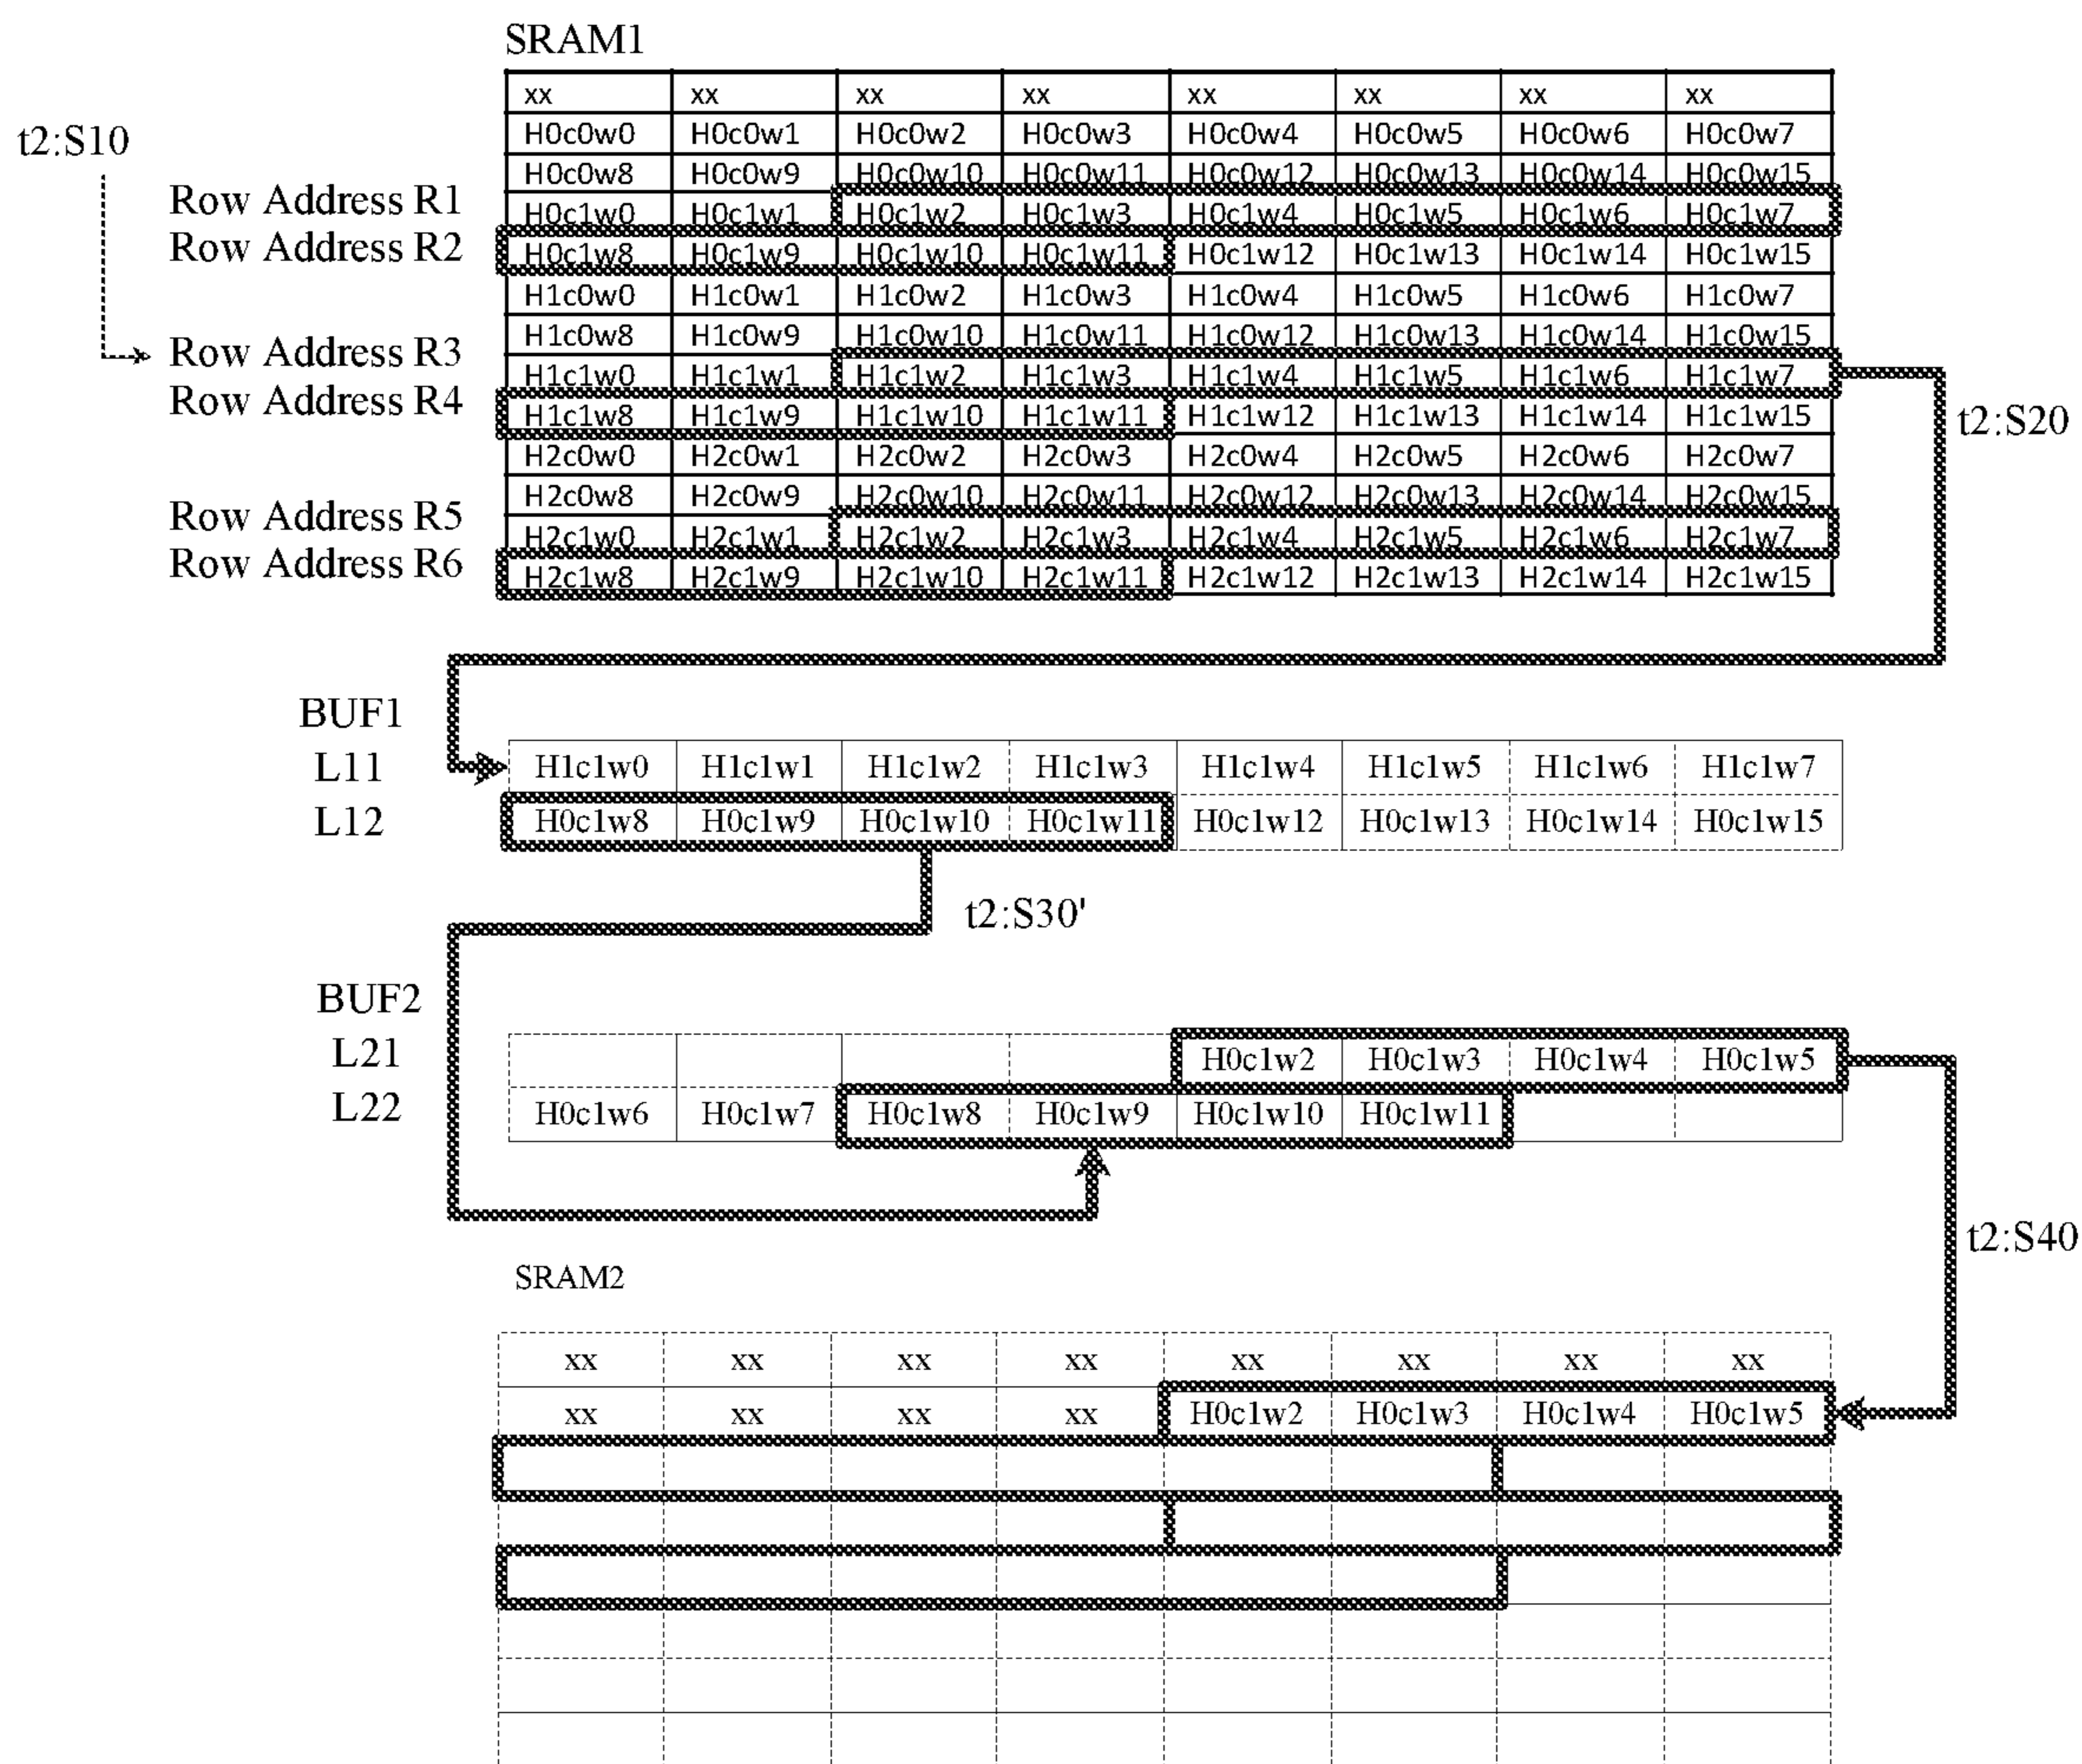 SRAM1
xx xx xx xx xx xx xx xx
H0c0w0 H0c0w1 H0c0w2 H0c0w3 H0c0w4 H0c0w5 H0c0w6 H0c0w7
t2:S10
H0c0w8 H0c0w9 H0c0w10 H0c0w11 H0c0w12 H0c0w13 H0c0w14 H0c0w15
Row Address R1 H0c1w0 H0c1w1 H0c1w2 H0c1w3 H0c1w4 H0c1w5 H0c1w6 H0c1w7
Row Address R2 H0c1w8 H0c1w9 H0c1w10 H0c1w11 H0c1w12 H0c1w13 H0c1w14 H0c1w15
H1c0w0 H1c0w1 H1c0w2 H1c0w3 H1c0w4 H1c0w5 H1c0w6 H1c0w7
H1c0w8 H1c0w9 H1c0w10 H1c0w11 H1c0w12 H1c0w13 H1c0w14 H1c0w15
Row Address R3 H1c1w0 H1c1w1 H1c1w2 H1c1w3 H1c1w4 H1c1w5 H1c1w6 H1c1w7
Row Address R4 H1c1w8 H1c1w9 H1c1w10 H1c1w11 H1c1w12 H1c1w13 H1c1w14 H1c1w15
t2:S20
H2c0w0 H2c0w1 H2c0w2 H2c0w3 H2c0w4 H2c0w5 H2c0w6 H2c0w7
H2c0w8 H2c0w9 H2c0w10 H2c0w11 H2c0w12 H2c0w13 H2c0w14 H2c0w15
Row Address R5 H2c1w0 H2c1w1 H2c1w2 H2c1w3 H2c1w4 H2c1w5 H2c1w6 H2c1w7
Row Address R6 H2c1w8 H2c1w9 H2c1w10 H2c1w11 H2c1w12 H2c1w13 H2c1w14 H2c1w15
BUF1
L11 H1c1w0 H1c1w1 H1c1w2 H1c1w3 H1c1w4 H1c1w5 H1c1w6 H1c1w7
L12 H0c1w8 H0c1w9 H0c1w10 H0c1w11 H0c1w12 H0c1w13 H0c1w14 H0c1w15
t2:S30'
BUF2
L21 H0c1w2 H0c1w3 H0c1w4 H0c1w5
L22 H0c1w6 H0c1w7 H0c1w8 H0c1w9 H0c1w10 H0c1w11
t2:S40
SRAM2
xx xx xx xx xx xx xx xx
xx xx xx xx H0c1w2 H0c1w3 H0c1w4 H0c1w5